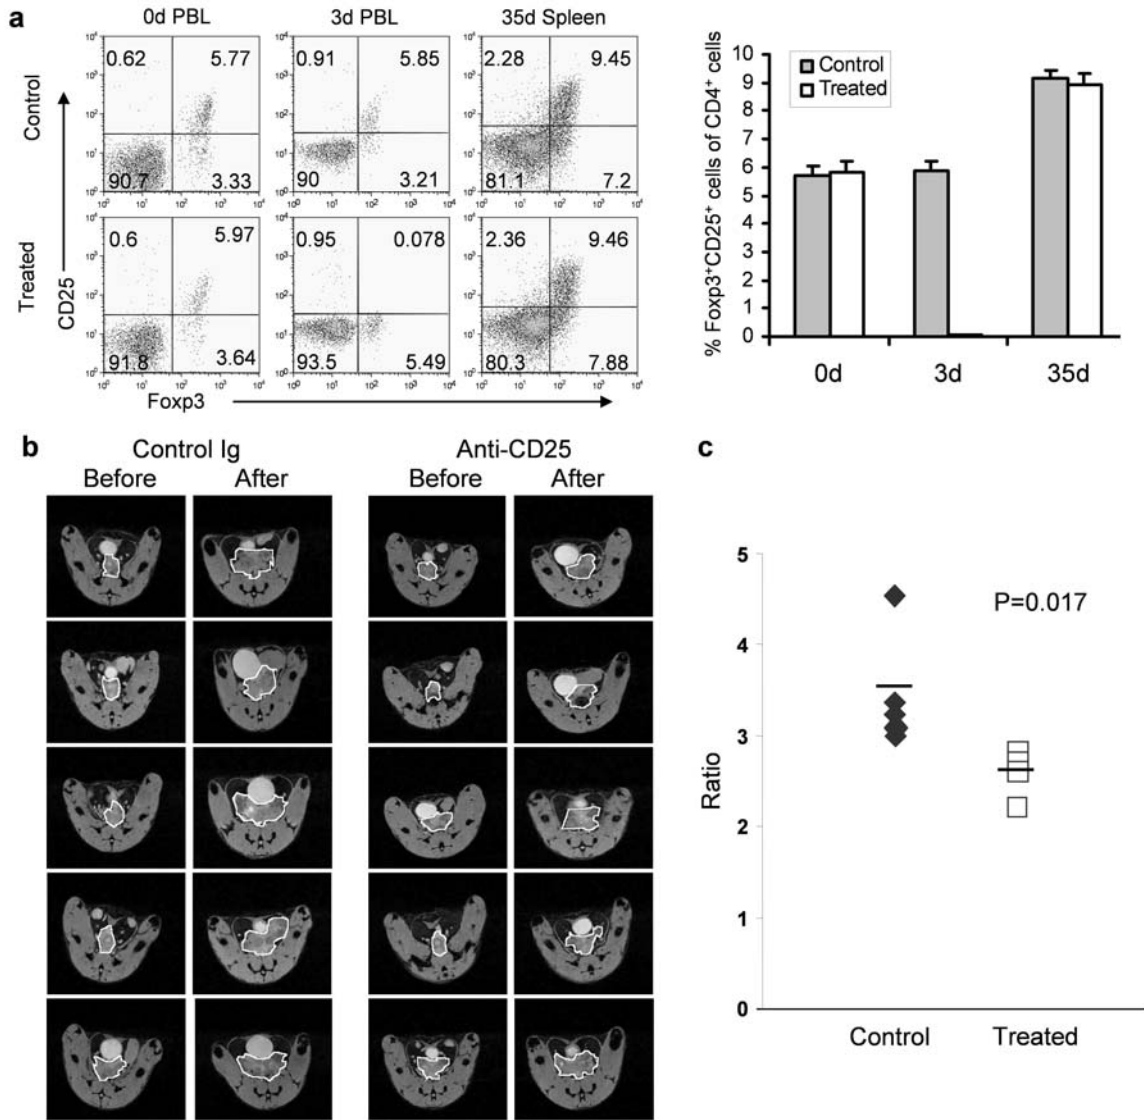 a
0d PBL 3d PBL 35d Spleen
Control
0.62 5.77
90.7 3.33
0.91 5.85
90 3.21
2.28 9.45
81.1 7.2
Treated
0.6 5.97
91.8 3.64
0.95 0.078
93.5 5.49
2.36 9.46
80.3 7.88
CD25
Foxp3
% Foxp3⁺CD25⁺ cells of CD4⁺ cells
10
9
8
7
6
5
4
3
2
1
0
Control
Treated
0d 3d 35d
b
Control Ig Anti-CD25
Before After Before After
c
Ratio
5
4
3
2
1
0
P=0.017
Control Treated